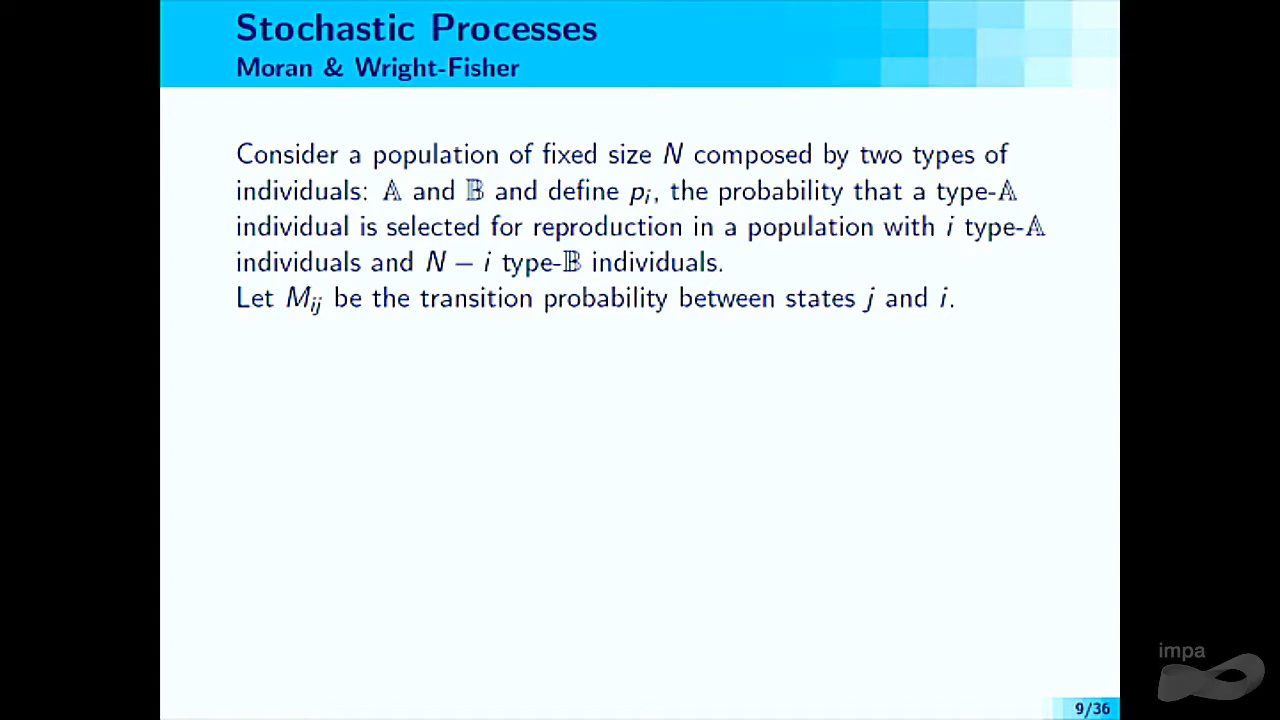 Stochastic Processes
Moran & Wright-Fisher
Consider a population of fixed size N composed by two types of
individuals: 𝔸 and 𝔹 and define pᵢ, the probability that a type-𝔸
individual is selected for reproduction in a population with i type-𝔸
individuals and N − i type-𝔹 individuals.
Let Mᵢⱼ be the transition probability between states j and i.
impa
9/36